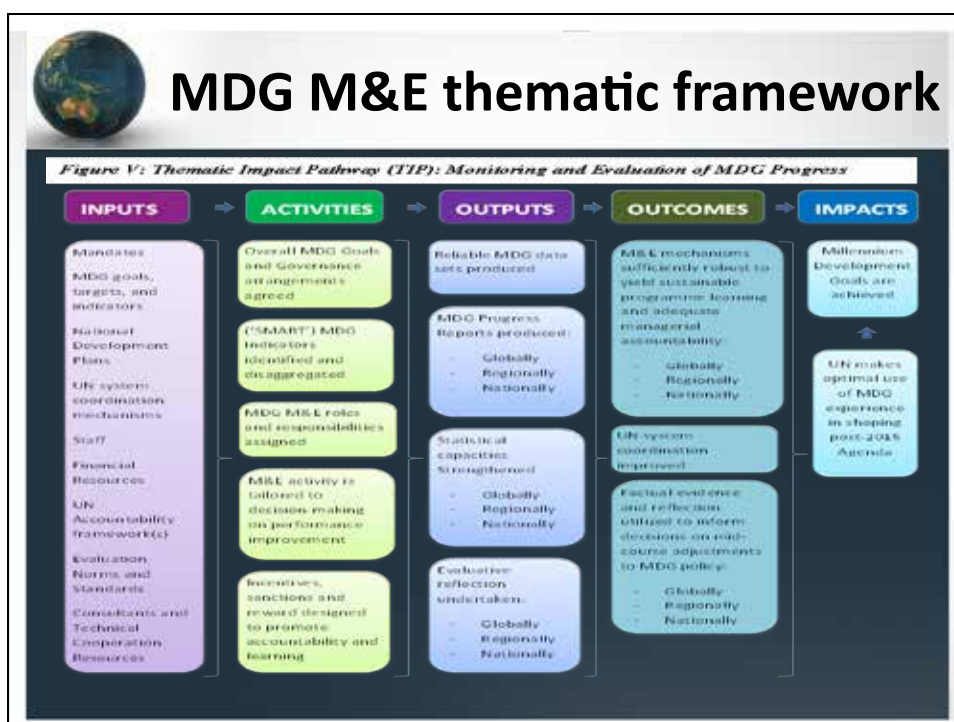 MDG M&E thematic framework
Figure V: Thematic Impact Pathway (TIP): Monitoring and Evaluation of MDG Progress
INPUTS
ACTIVITIES
OUTPUTS
OUTCOMES
IMPACTS
Mandates
MDG goals,
targets, and
indicators
National
Development
Plans
UN system
coordination
mechanisms
Staff
Financial
Resources
UN
Accountability
framework(s)
Evaluation
Norms and
Standards
Consultants and
Technical
Cooperation
Resources
Overall MDG Goals
and Governance
arrangements
agreed
("SMART") MDG
Indicators
identified and
disaggregated
MDG M&E roles
and responsibilities
assigned
M&E activity is
tailored to
decision making
on performance
improvement
Incentives,
sanctions and
reward designed
to promote
accountability and
learning
Reliable MDG data
sets produced
MDG Progress
Reports produced:
- Globally
- Regionally
- Nationally
Statistical
capacities
Strengthened
- Globally
- Regionally
- Nationally
Evaluative
reflection
undertaken:
- Globally
- Regionally
- Nationally
M&E mechanisms
sufficiently robust to
yield sustainable
programme learning
and adequate
managerial
accountability:
- Globally
- Regionally
- Nationally
UN system
coordination
improved
Factual evidence
and reflection
utilized to inform
decisions on mid-
course adjustments
to MDG policy:
- Globally
- Regionally
- Nationally
Millennium
Development
Goals are
achieved
UN makes
optimal use
of MDG
experience
in shaping
post-2015
Agenda